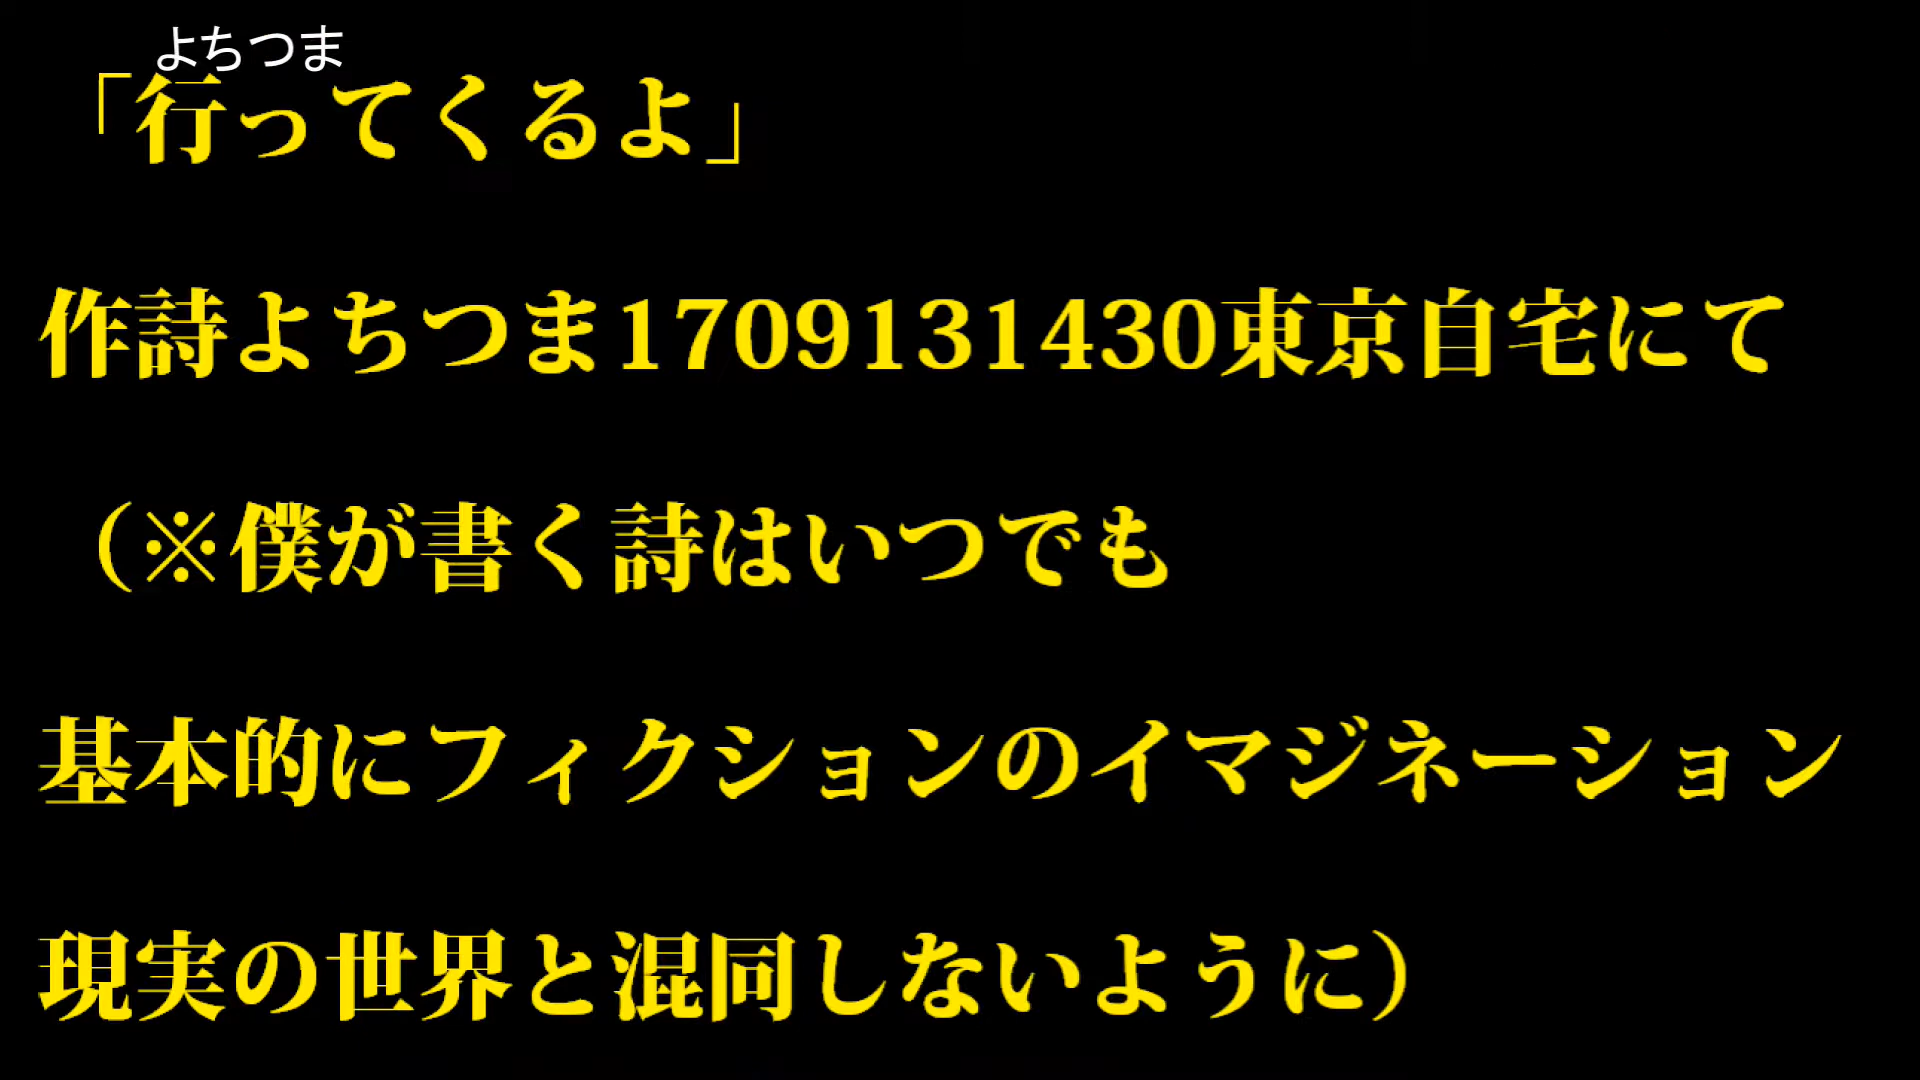 よちつま
「行ってくるよ」
作詩よちつま1709131430東京自宅にて
（※僕が書く詩はいつでも
基本的にフィクションのイマジネーション
現実の世界と混同しないように）